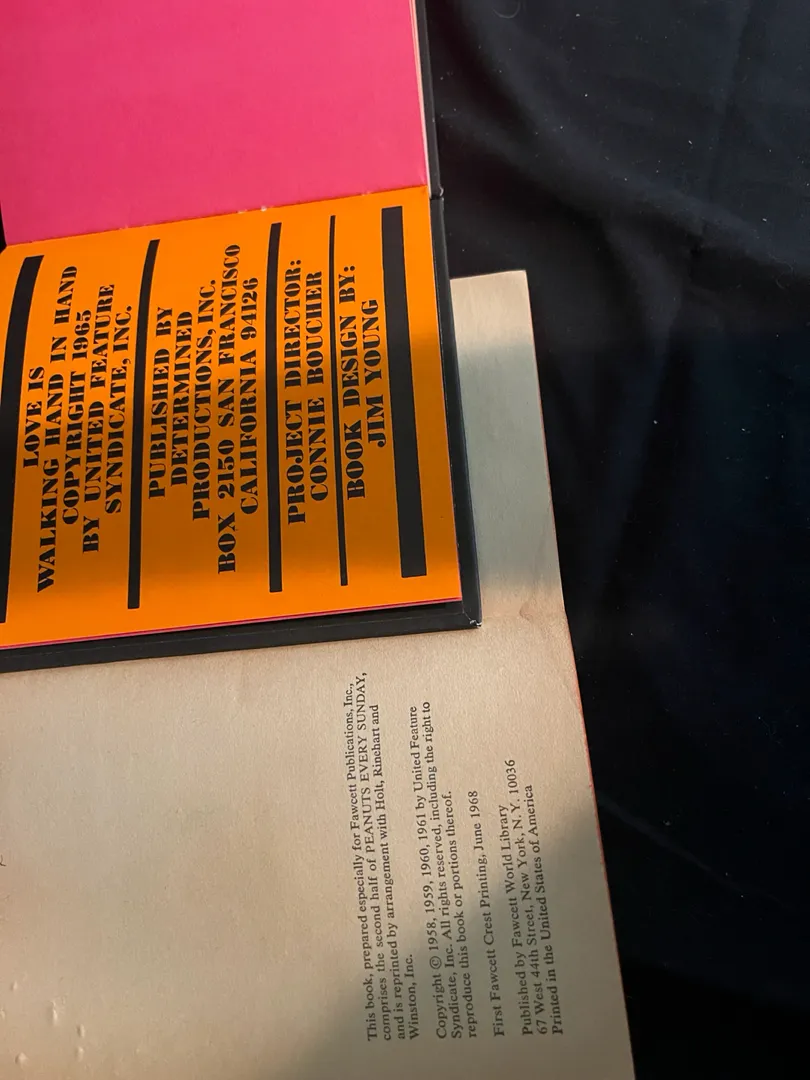 LOVE IS
WALKING HAND IN HAND
COPYRIGHT 1965
BY UNITED FEATURE
SYNDICATE, INC.
PUBLISHED BY
DETERMINED
PRODUCTIONS, INC.
BOX 2150 SAN FRANCISCO
CALIFORNIA 94126
PROJECT DIRECTOR:
CONNIE BOUCHER
BOOK DESIGN BY:
JIM YOUNG
This book, prepared especially for Fawcett Publications, Inc.,
comprises the second half of PEANUTS EVERY SUNDAY,
and is reprinted by arrangement with Holt, Rinehart and
Winston, Inc.
Copyright © 1958, 1959, 1960, 1961 by United Feature
Syndicate, Inc. All rights reserved, including the right to
reproduce this book or portions thereof.
First Fawcett Crest Printing, June 1968
Published by Fawcett World Library
67 West 44th Street, New York, N.Y. 10036
Printed in the United States of America